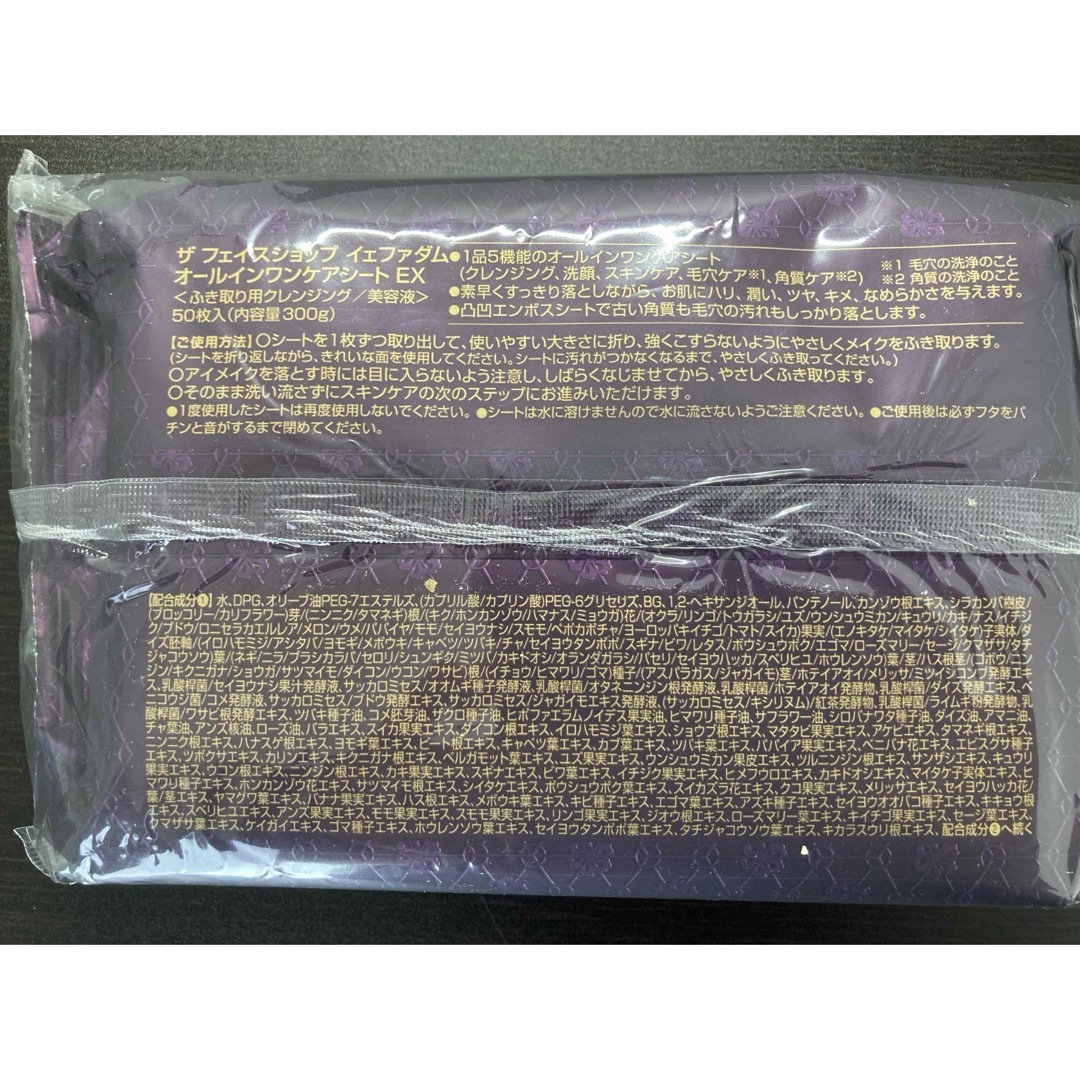 ザ フェイスショップ イェファダム
オールインワンケアシート EX
<ふき取り用クレンジング/美容液>
50枚入(内容量300g)
●1品5機能のオールインワンケアシート
(クレンジング、洗顔、スキンケア、毛穴ケア※1、角質ケア※2)
※1 毛穴の洗浄のこと
※2 角質の洗浄のこと
●素早くすっきり落としながら、お肌にハリ、潤い、ツヤ、キメ、なめらかさを与えます。
●凸凹エンボスシートで古い角質も毛穴の汚れもしっかり落とします。
【ご使用方法】○シートを1枚ずつ取り出して、使いやすい大きさに折り、強くこすらないようにやさしくメイクをふき取ります。
(シートを折り返しながら、きれいな面を使用してください。シートに汚れがつかなくなるまで、やさしくふき取ってください。)
○アイメイクを落とす時には目に入らないよう注意し、しばらくなじませてから、やさしくふき取ります。
○そのまま洗い流さずにスキンケアの次のステップにお進みいただけます。
●1度使用したシートは再度使用しないでください。●シートは水に溶けませんので水に流さないようご注意ください。●ご使用後は必ずフタをパ
チンと音がするまで閉めてください。
【配合成分❶】水、DPG、オリーブ油PEG-7エステルズ、(カプリル酸/カプリン酸)PEG-6グリセリズ、BG、1,2-ヘキサンジオール、パンテノール、カンゾウ根エキス、シラカンバ樹皮/
ブロッコリー/カリフラワー芽/(ニンニク/タマネギ)根/(キク/ホンカンゾウ/ハマナス/ミョウガ)花/(オクラ/リンゴ/トウガラシ/ユズ/ウンシュウミカン/キュウリ/カキ/ナス/イチジ
ク/ブドウ/ロニセラカエルレア/メロン/ウメ/パパイヤ/モモ/セイヨウナシ/スモモ/ペポカボチャ/ヨーロッパキイチゴ/トマト/スイカ)果実/(エノキタケ/マイタケ/シイタケ)子実体/ダ
イズ胚軸/(イロハモミジ/アシタバ/ヨモギ/メボウキ/キャベツ/カキ/チャ/セイヨウタンポポ/スギナ/ビワ/レタス/ボウシュウボク/エゴマ/ローズマリー/セージ/クマザサ/タチ
ジャコウソウ)葉/(ネギ/ニラ/ブラシカラパ/セロリ/シュンギク/ミツバ/カキドオシ/オランダガラシ/パセリ/セイヨウハッカ/スベリヒユ/ホウレンソウ)葉/茎/ハス根茎/(ゴボウ/ニン
ジン/キクイモ/ショウガ/サツマイモ/ダイコン/ウコン/ワサビ)根/(イチョウ/ヒマワリ/ゴマ)種子/(アスパラガス/ジャガイモ)茎/ホテイアオイ/メリッサ/ミツイシコンブ発酵エキ
ス、乳酸桿菌/セイヨウナシ果汁発酵液、サッカロミセス/オオムギ種子発酵液、乳酸桿菌/オタネニンジン根発酵液、乳酸桿菌/ホテイアオイ発酵物、乳酸桿菌/ダイズ発酵エキス、
コウジ菌/コメ発酵液、サッカロミセス/ブドウ発酵エキス、サッカロミセス/ジャガイモエキス発酵液、(サッカロミセス/キシリヌム)/紅茶発酵物、乳酸桿菌/ライム汁発酵物、乳
酸桿菌/ワサビ根発酵エキス、ツバキ種子油、コメ胚芽油、ザクロ種子油、ヒポファエラムノイデス果実油、ヒマワリ種子油、サフラワー油、シロバナワタ種子油、ダイズ油、アマニ油、
チャ葉油、アンズ核油、ローズ油、バラエキス、スイカ果実エキス、ダイコン根エキス、イロハモミジ葉エキス、ショウブ根エキス、マタタビ果実エキス、アケビエキス、タマネギ根エキス、
ニンニク根エキス、ハナスゲ根エキス、ヨモギ葉エキス、ビート根エキス、キャベツ葉エキス、カブ葉エキス、ツバキ葉エキス、パパイア果実エキス、ベニバナ花エキス、エビスグサ種子
エキス、ツボクサエキス、カリンエキス、キクイモ根エキス、ベルガモット葉エキス、ユズ果実エキス、ウンシュウミカン果皮エキス、ツルニンジン根エキス、サンザシエキス、キュウリ
果実エキス、ウコン根エキス、ニンジン根エキス、カキ果実エキス、スギナエキス、ビワ葉エキス、イチジク果実エキス、ヒメフウロエキス、カキドオシエキス、マイタケ子実体エキス、ヒ
マワリ種子エキス、ホンカンゾウ花エキス、サツマイモ根エキス、シイタケエキス、ボウシュウボク葉エキス、スイカズラ花エキス、クコ果実エキス、メリッサエキス、セイヨウハッカ花/
葉/茎エキス、ヤマグワ葉エキス、バナナ果実エキス、ハス根エキス、メボウキ葉エキス、キビ種子エキス、エゴマ葉エキス、アズキ種子エキス、セイヨウオオバコ種子エキス、キキョウ根
エキス、スベリヒユエキス、アンズ果実エキス、スモモ果実エキス、モモ果実エキス、リンゴ果実エキス、ジオウ根エキス、ローズマリー葉エキス、キイチゴ果実エキス、セージ葉エキス、
クマザサ葉エキス、ケイガイエキス、ゴマ種子エキス、ホウレンソウ葉エキス、セイヨウタンポポ葉エキス、タチジャコウソウ葉エキス、キカラスウリ根エキス、配合成分❷へ続く